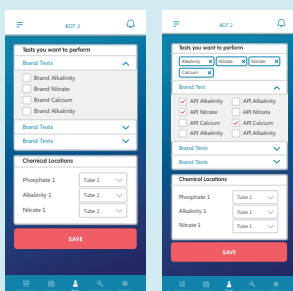 BOT 2
Tests you want to perform
Brand Tests
Brand Alkalinity
Brand Nitrate
Brand Calcium
Brand Alkalinity
Brand Tests
Brand Tests
Chemical Locations
Phosphate 1 Tube 1
Alkalinity 1 Tube 1
Nitrate 1 Tube 1
SAVE
BOT 2
Tests you want to perform
Alkalinity x Nitrate x Nitrate x
Calcium x
Brand Test
API Alkalinity API Alkalinity
API Nitrate API Nitrate
API Calcium API Calcium
API Alkalinity API Alkalinity
Brand Tests
Brand Tests
Chemical Locations
Phosphate 1 Tube 1
Alkalinity 1 Tube 1
Nitrate 1 Tube 1
SAVE